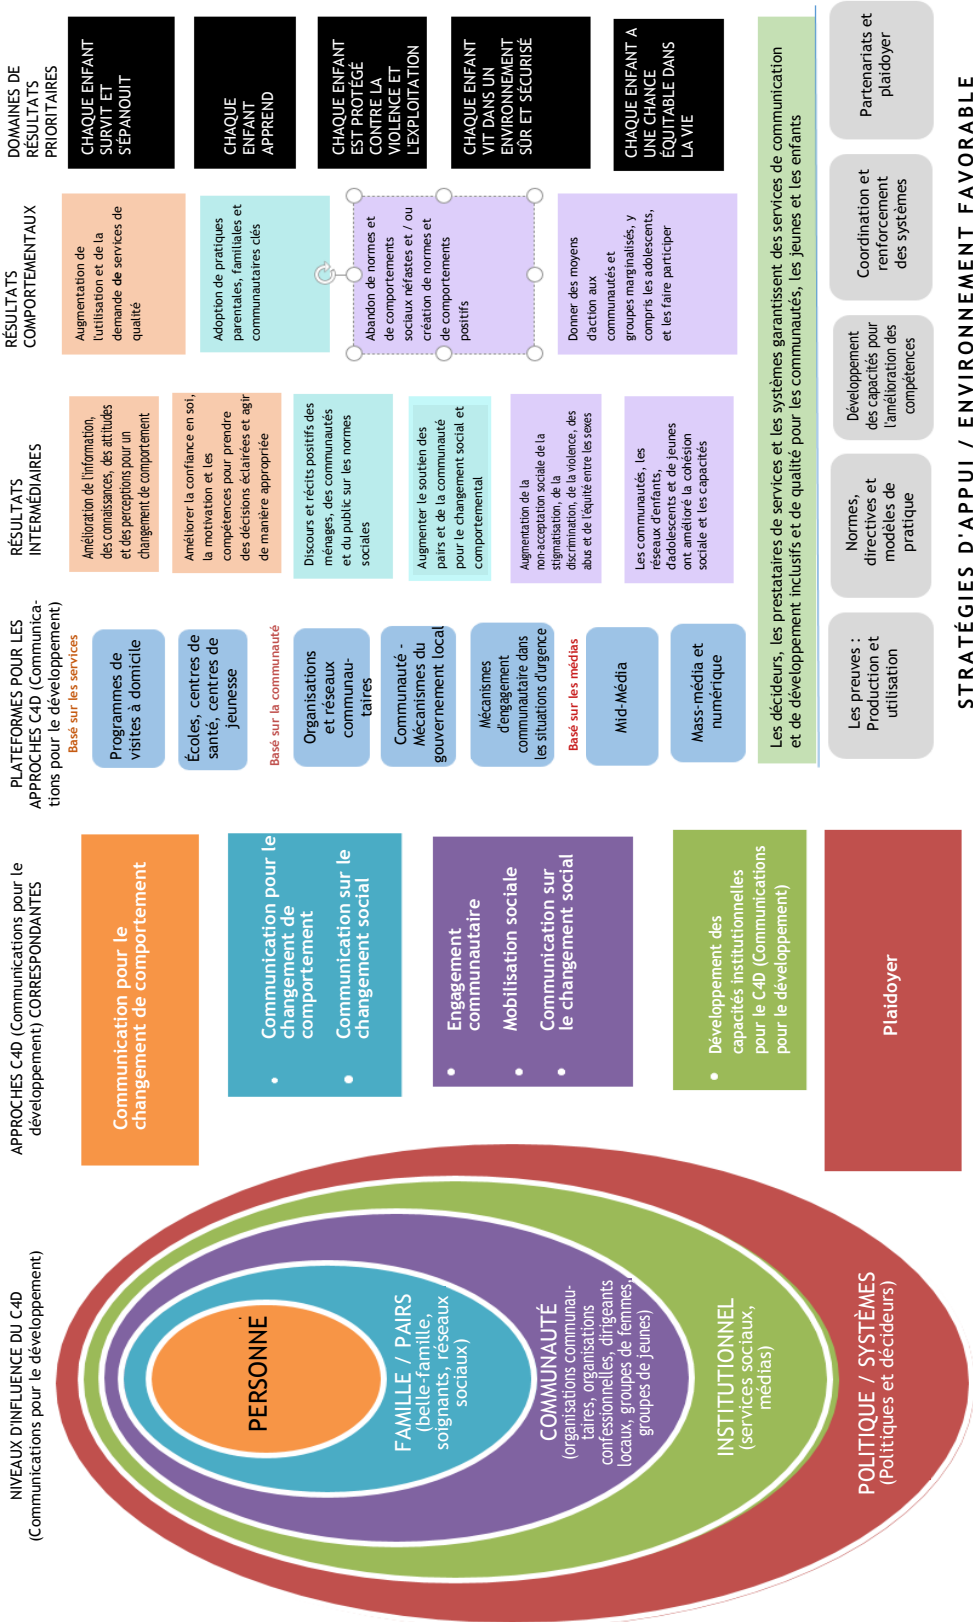 NIVEAUX D'INFLUENCE DU C4D
(Communications pour le développement)
PERSONNE
FAMILLE / PAIRS
(belle-famille,
soignants, réseaux
sociaux)
COMMUNAUTÉ
(organisations communau-
taires, organisations
confessionnelles, dirigeants
locaux, groupes de femmes,
groupes de jeunes)
INSTITUTIONNEL
(services sociaux,
médias)
POLITIQUE / SYSTÈMES
(Politiques et décideurs)
APPROCHES C4D (Communications pour le
développement) CORRESPONDANTES
Communication pour le
changement de comportement
• Communication pour le
changement de
comportement
• Communication sur le
changement social
• Engagement
communautaire
• Mobilisation sociale
• Communication sur
le changement social
• Développement des
capacités institutionnelles
pour le C4D (Communications
pour le développement)
Plaidoyer
PLATEFORMES POUR LES
APPROCHES C4D (Communica-
tions pour le développement)
Basé sur les services
Programmes de
visites à domicile
Écoles, centres de
santé, centres de
jeunesse
Basé sur la communauté
Organisations
et réseaux
communau-
taires
Communauté -
Mécanismes du
gouvernement local
Mécanismes
d'engagement
communautaire dans
les situations d'urgence
Basé sur les médias
Mid-Média
Mass-média et
numérique
RÉSULTATS
INTERMÉDIAIRES
Amélioration de l'information,
des connaissances, des attitudes
et des perceptions pour un
changement de comportement
Améliorer la confiance en soi,
la motivation et les
compétences pour prendre
des décisions éclairées et agir
de manière appropriée
Discours et récits positifs des
ménages, des communautés
et du public sur les normes
sociales
Augmenter le soutien des
pairs et de la communauté
pour le changement social et
comportemental
Augmentation de la
non-acceptation sociale de la
stigmatisation, de la
discrimination, de la violence, des
abus et de l'équité entre les sexes
Les communautés, les
réseaux d'enfants,
d'adolescents et de jeunes
ont amélioré la cohésion
sociale et les capacités
RÉSULTATS
COMPORTEMENTAUX
Augmentation de
l'utilisation et de la
demande de services de
qualité
Adoption de pratiques
parentales, familiales et
communautaires clés
Abandon de normes et
de comportements
sociaux néfastes et / ou
création de normes et
de comportements
positifs
Donner des moyens
d'action aux
communautés et
groupes marginalisés, y
compris les adolescents,
et les faire participer
DOMAINES DE
RÉSULTATS
PRIORITAIRES
CHAQUE ENFANT
SURVIT ET
S'ÉPANOUIT
CHAQUE
ENFANT
APPREND
CHAQUE ENFANT
EST PROTÉGÉ
CONTRE LA
VIOLENCE ET
L'EXPLOITATION
CHAQUE ENFANT
VIT DANS UN
ENVIRONNEMENT
SÛR ET SÉCURISÉ
CHAQUE ENFANT A
UNE CHANCE
ÉQUITABLE DANS
LA VIE
Les décideurs, les prestataires de services et les systèmes garantissent des services de communication
et de développement inclusifs et de qualité pour les communautés, les jeunes et les enfants
Les preuves :
Production et
utilisation
Normes,
directives et
modèles de
pratique
Développement
des capacités pour
l'amélioration des
compétences
Coordination et
renforcement
des systèmes
Partenariats et
plaidoyer
STRATÉGIES D'APPUI / ENVIRONNEMENT FAVORABLE